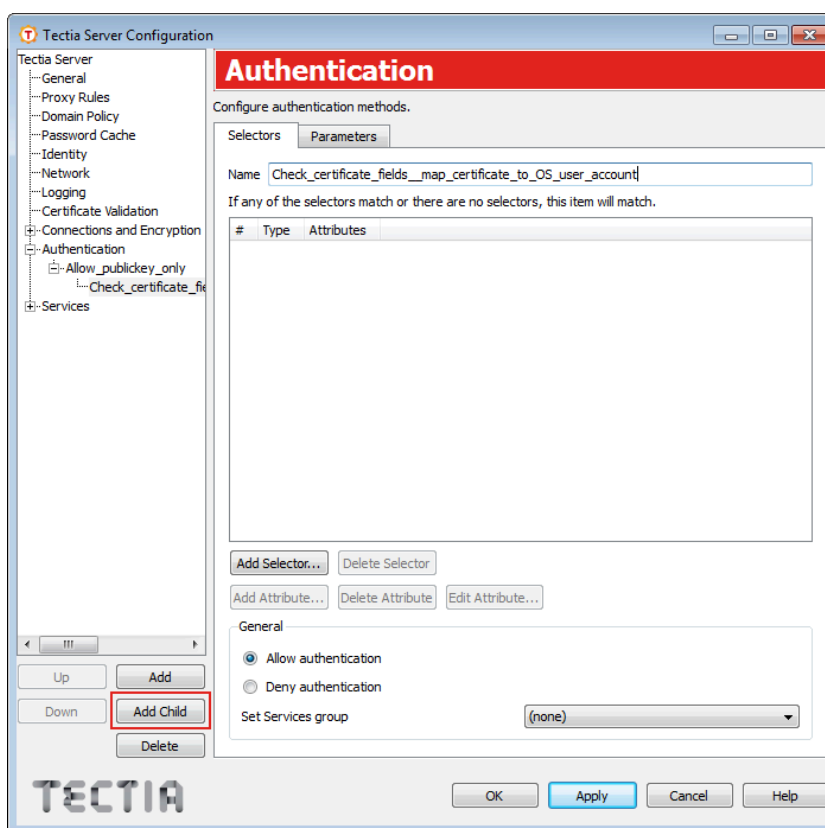 Tectia Server Configuration
Tectia Server
General
Proxy Rules
Domain Policy
Password Cache
Identity
Network
Logging
Certificate Validation
Connections and Encryption
Authentication
Allow_publickey_only
Check_certificate_fie
Services
Up
Add
Down
Add Child
Delete
Authentication
Configure authentication methods.
Selectors Parameters
Name Check_certificate_fields__map_certificate_to_OS_user_account
If any of the selectors match or there are no selectors, this item will match.
# Type Attributes
Add Selector... Delete Selector
Add Attribute... Delete Attribute Edit Attribute...
General
Allow authentication
Deny authentication
Set Services group (none)
TECTIA
OK Apply Cancel Help